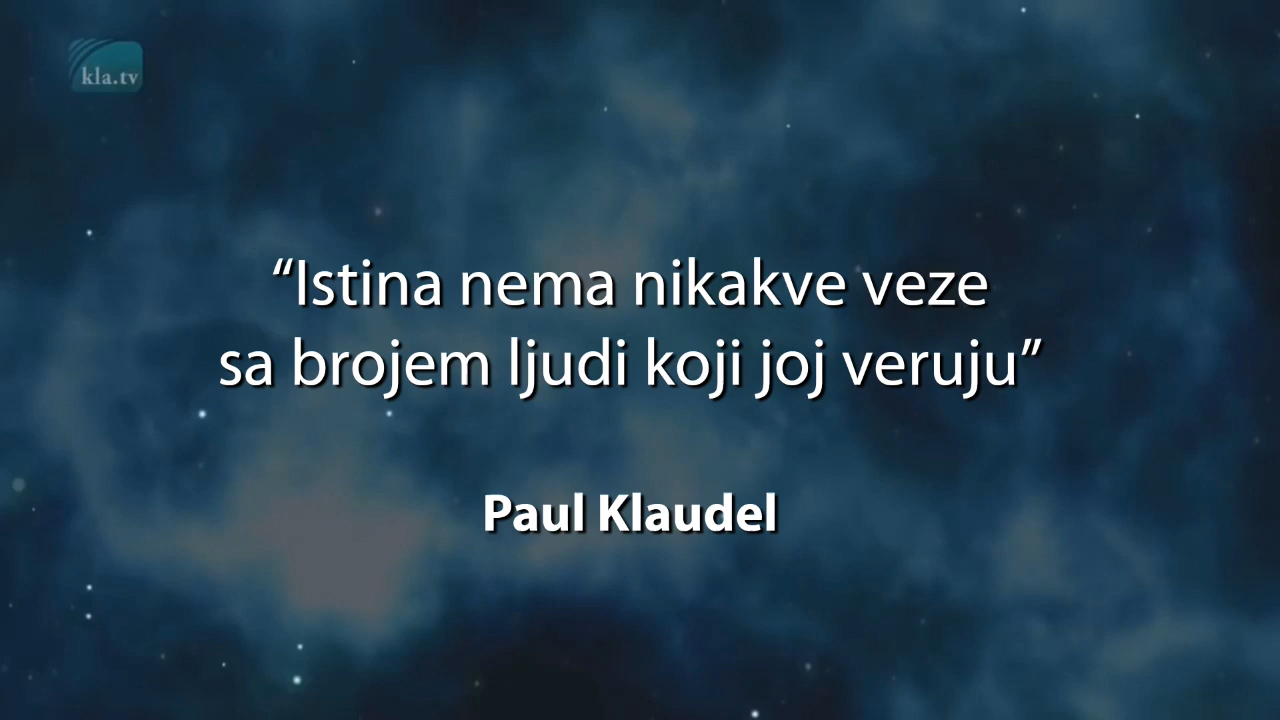 kla.tv
“Istina nema nikakve veze
sa brojem ljudi koji joj veruju”
Paul Klaudel